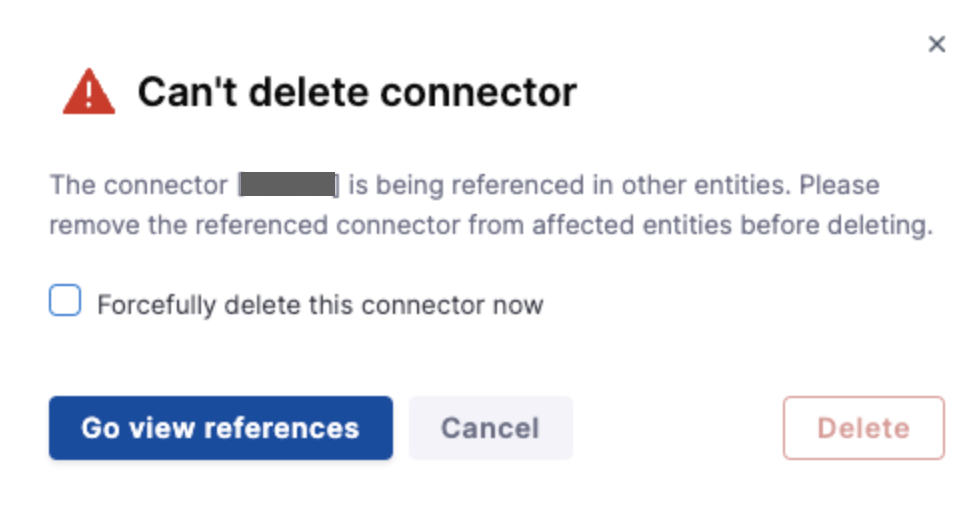 Can't delete connector
The connector [ ] is being referenced in other entities. Please
remove the referenced connector from affected entities before deleting.
Forcefully delete this connector now
Go view references
Cancel
Delete